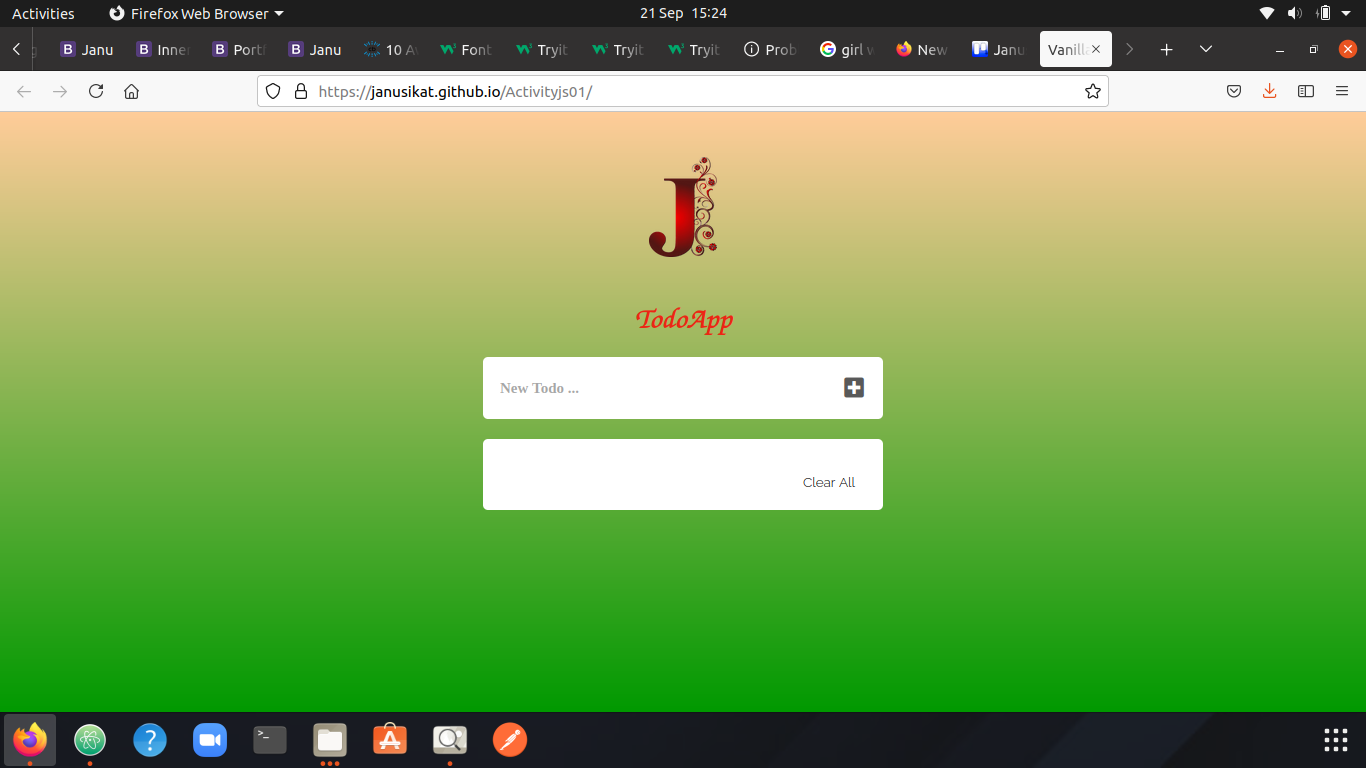 Activities Firefox Web Browser 21 Sep 15:24
Janu Inner Portf Janu 10 A Font Tryit Tryit Tryit Prob girl New Janu Vanilla
https://janusikat.github.io/Activityjs01/
J
TodoApp
New Todo ...
Clear All